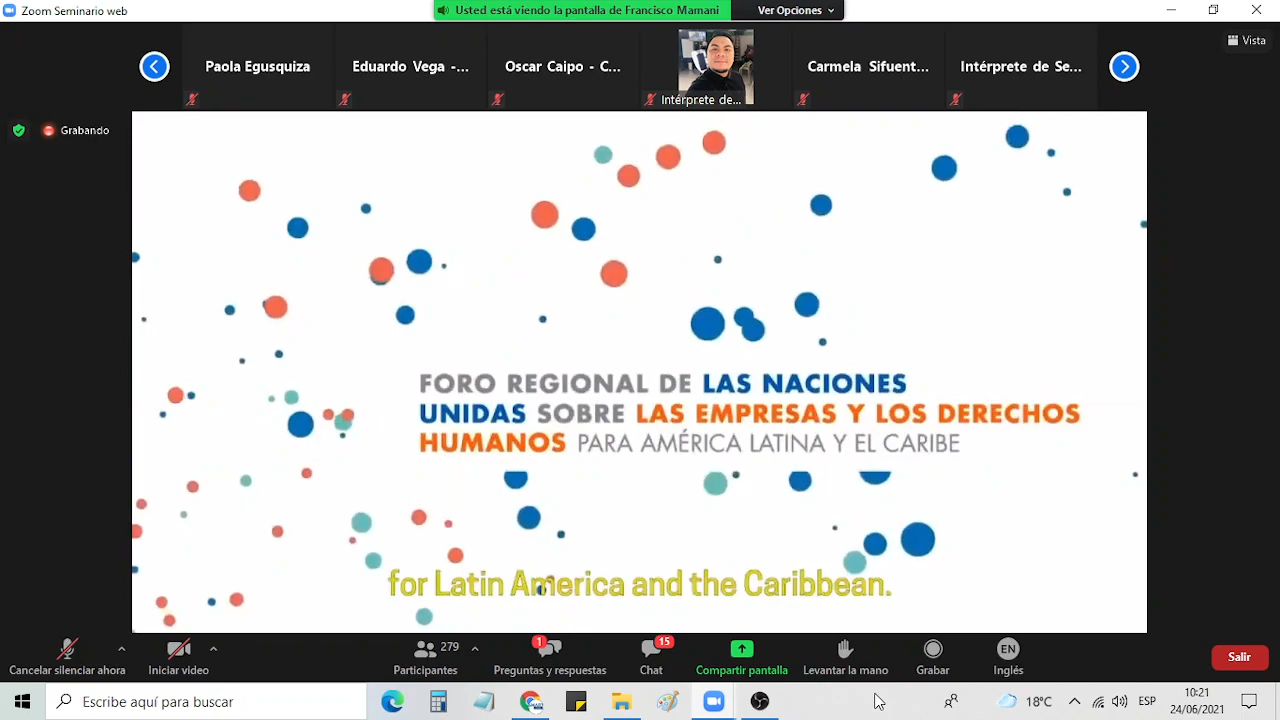 Zoom Seminario web
Usted está viendo la pantalla de Francisco Mamani
Ver Opciones
Vista
Paola Egusquiza
Eduardo Vega -...
Oscar Caipo - C...
Intérprete de...
Carmela Sifuent...
Intérprete de Se...
Grabando
FORO REGIONAL DE LAS NACIONES
UNIDAS SOBRE LAS EMPRESAS Y LOS DERECHOS
HUMANOS PARA AMÉRICA LATINA Y EL CARIBE
for Latin America and the Caribbean.
279
1
15
EN
Cancelar silenciar ahora
Iniciar video
Participantes
Preguntas y respuestas
Chat
Compartir pantalla
Levantar la mano
Grabar
Inglés
Salir
Escribe aquí para buscar
18°C
ESP
10:21
24/06/2021